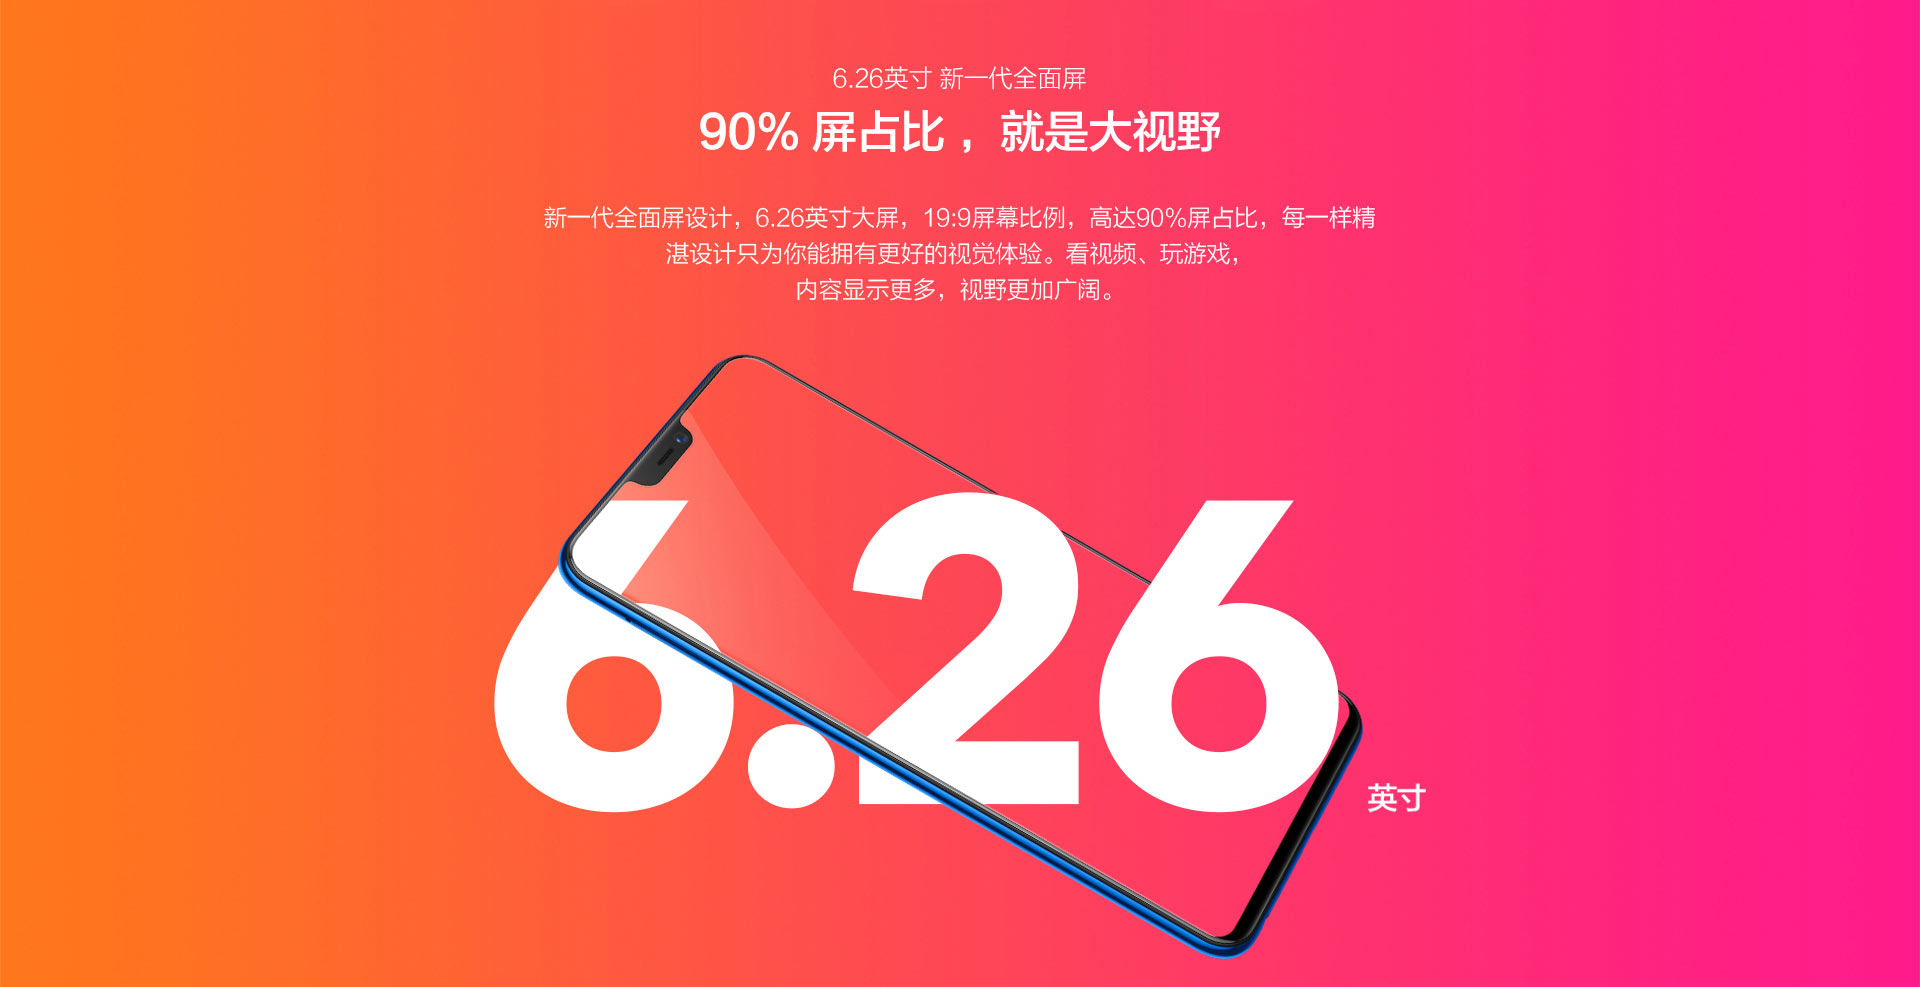 6.26英寸 新一代全面屏
90% 屏占比，就是大视野
新一代全面屏设计，6.26英寸大屏，19:9屏幕比例，高达90%屏占比，每一样精
湛设计只为你能拥有更好的视觉体验。看视频、玩游戏，
内容显示更多，视野更加广阔。
6.26
英寸